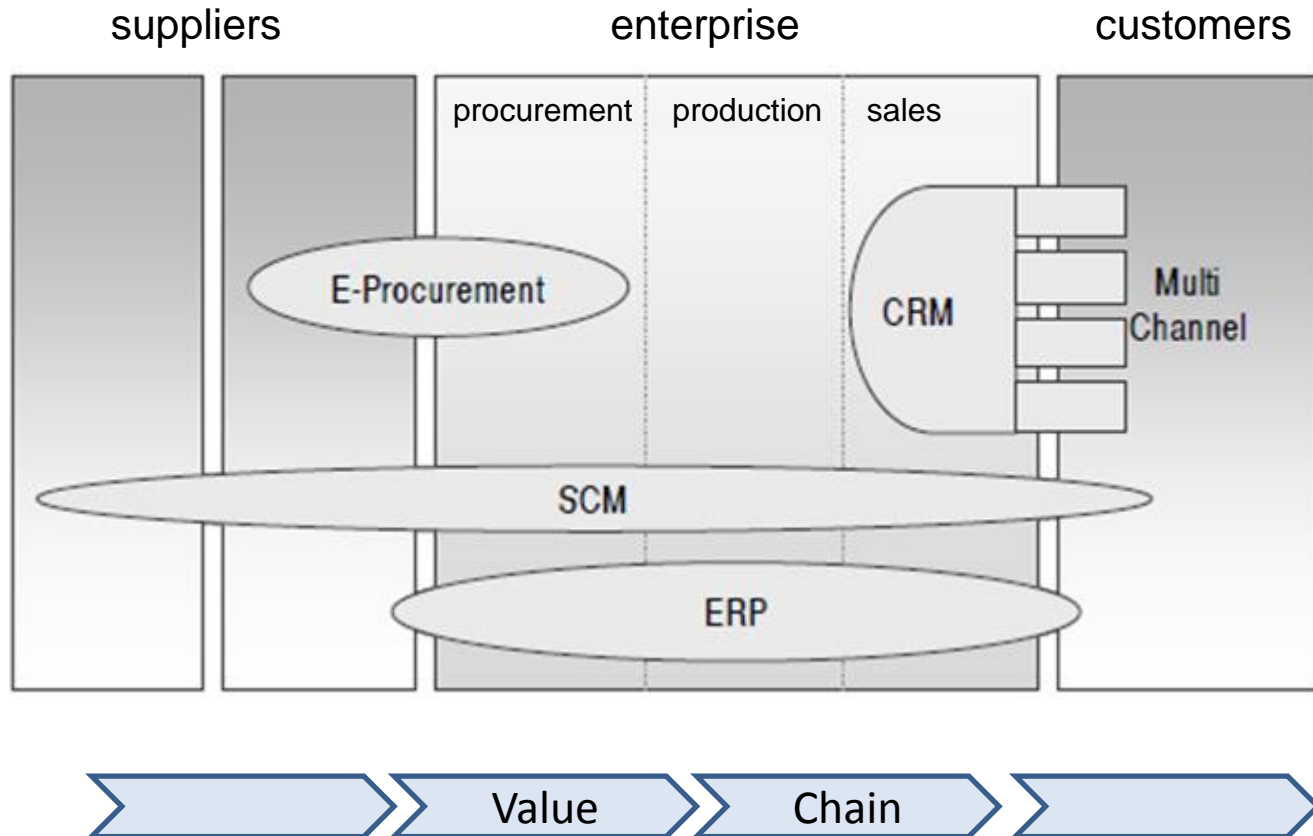 suppliers
enterprise
customers
procurement
production
sales
E-Procurement
CRM
Multi
Channel
SCM
ERP
Value
Chain